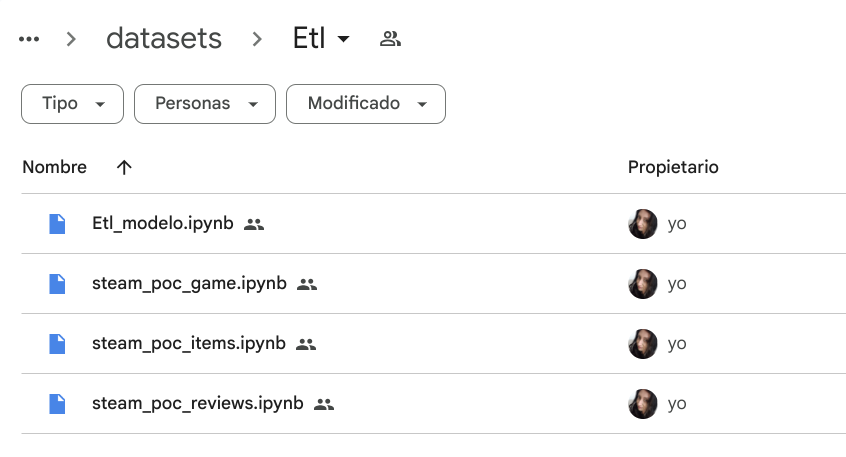 ... > datasets > Etl
Tipo Personas Modificado
Nombre Propietario
Etl_modelo.ipynb yo
steam_poc_game.ipynb yo
steam_poc_items.ipynb yo
steam_poc_reviews.ipynb yo